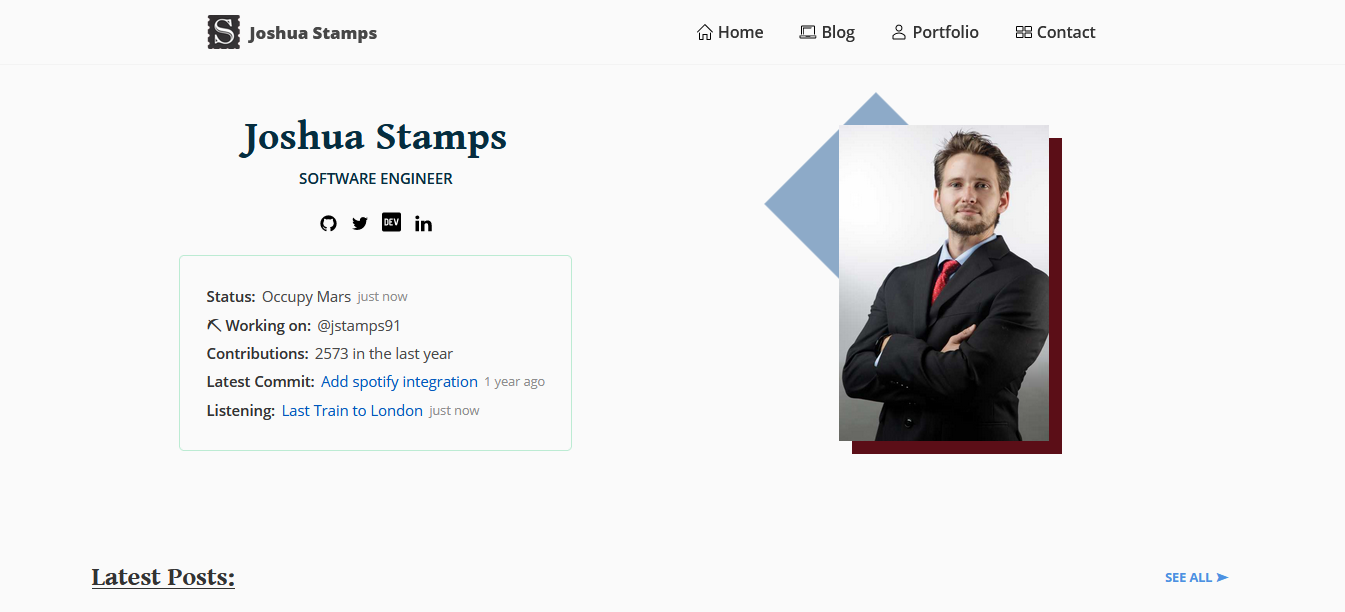 S Joshua Stamps
Home Blog Portfolio Contact
Joshua Stamps
SOFTWARE ENGINEER
DEV in
Status: Occupy Mars just now
Working on: @jstamps91
Contributions: 2573 in the last year
Latest Commit: Add spotify integration 1 year ago
Listening: Last Train to London just now
Latest Posts:
SEE ALL